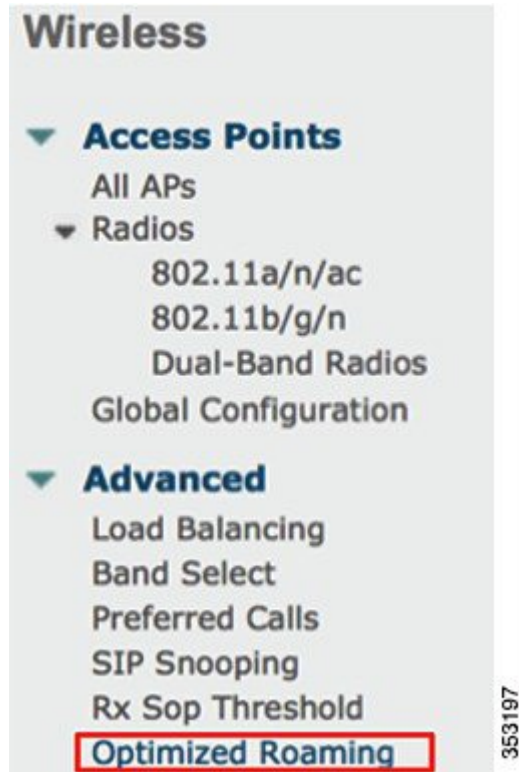 Wireless
Access Points
All APs
Radios
802.11a/n/ac
802.11b/g/n
Dual-Band Radios
Global Configuration
Advanced
Load Balancing
Band Select
Preferred Calls
SIP Snooping
Rx Sop Threshold
Optimized Roaming
353197